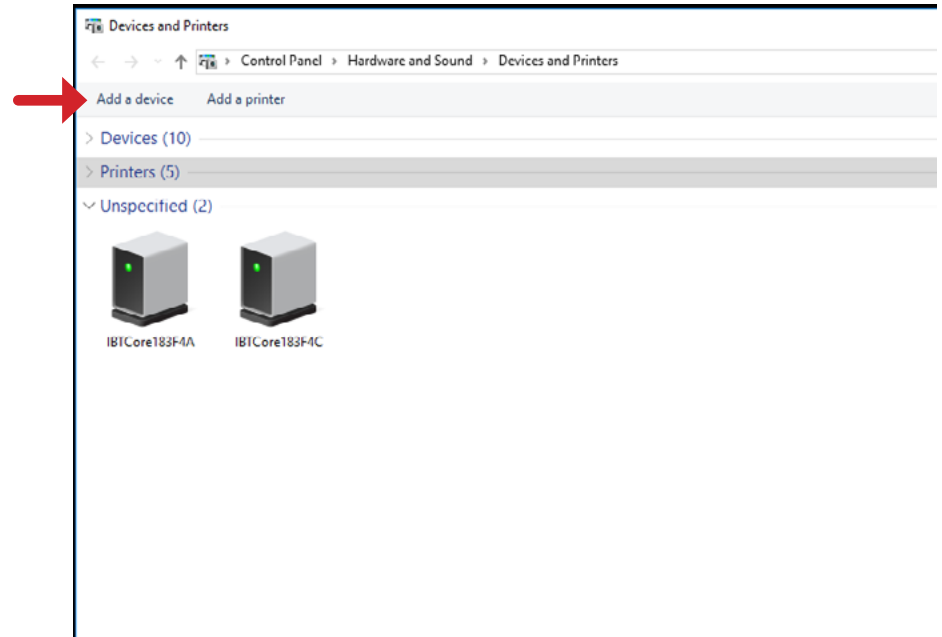 Devices and Printers
Control Panel › Hardware and Sound › Devices and Printers
Add a device Add a printer
Devices (10)
Printers (5)
Unspecified (2)
IBTCore183F4A IBTCore183F4C